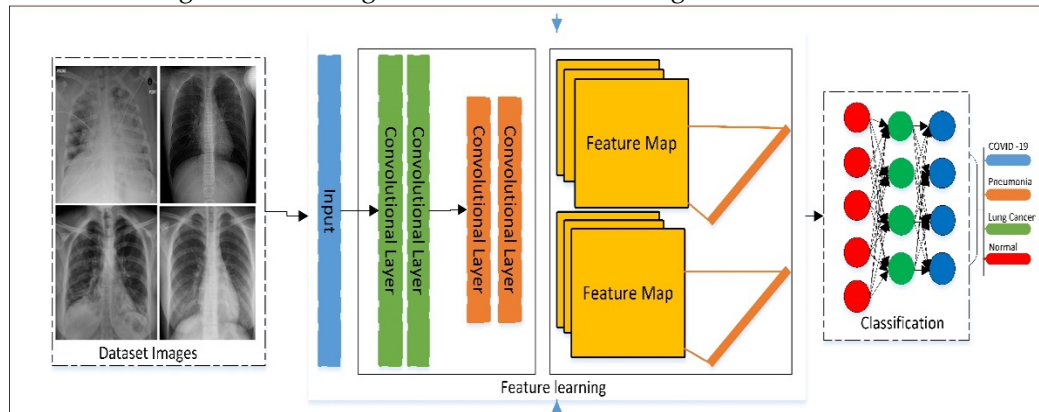 Dataset Images
Input
Convolutional Layer
Convolutional Layer
Convolutional Layer
Convolutional Layer
Feature Map
Feature Map
Feature learning
Classification
COVID -19
Pneumonia
Lung Cancer
Normal